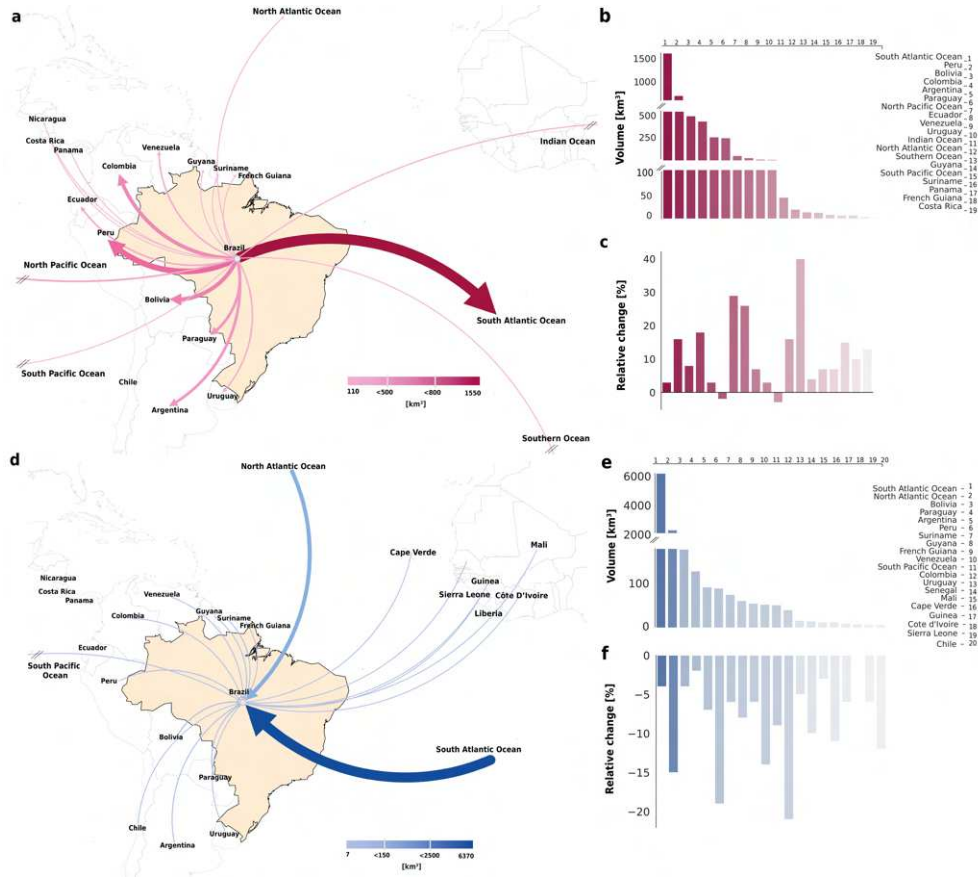 a
North Atlantic Ocean
Nicaragua
Costa Rica
Panama
Venezuela
Colombia
Guyana
Suriname
French Guiana
Indian Ocean
Ecuador
Peru
Brazil
North Pacific Ocean
Bolivia
South Atlantic Ocean
Paraguay
South Pacific Ocean
Chile
Uruguay
Argentina
110 <500 <800 1550
[km³]
Southern Ocean
b
1 2 3 4 5 6 7 8 9 10 11 12 13 14 15 16 17 18 19
Volume [km³]
1500
1000
500
250
100
50
0
South Atlantic Ocean 1
Peru 2
Bolivia 3
Colombia 4
Argentina 5
Paraguay 6
North Pacific Ocean 7
Ecuador 8
Venezuela 9
Uruguay 10
Indian Ocean 11
North Atlantic Ocean 12
Southern Ocean 13
Guyana 14
South Pacific Ocean 15
Suriname 16
Panama 17
French Guiana 18
Costa Rica 19
c
Relative change [%]
40
30
20
10
0
d
North Atlantic Ocean
Cape Verde
Mali
Nicaragua
Costa Rica
Panama
Venezuela
Guinea
Sierra Leone
Côte D'Ivoire
Liberia
Colombia
Guyana
Suriname
French Guiana
Ecuador
South Pacific
Ocean
Peru
Brazil
Bolivia
South Atlantic Ocean
Paraguay
Chile
Uruguay
Argentina
7 <150 <2500 6370
[km³]
e
1 2 3 4 5 6 7 8 9 10 11 12 13 14 15 16 17 18 19 20
Volume [km³]
6000
4000
2000
100
0
South Atlantic Ocean - 1
North Atlantic Ocean - 2
Bolivia - 3
Paraguay - 4
Argentina - 5
Peru - 6
Suriname - 7
Guyana - 8
French Guiana - 9
Venezuela - 10
South Pacific Ocean - 11
Colombia - 12
Uruguay - 13
Senegal - 14
Mali - 15
Cape Verde - 16
Guinea - 17
Cote d'Ivoire - 18
Sierra Leone - 19
Chile - 20
f
Relative change [%]
0
−5
−10
−15
−20